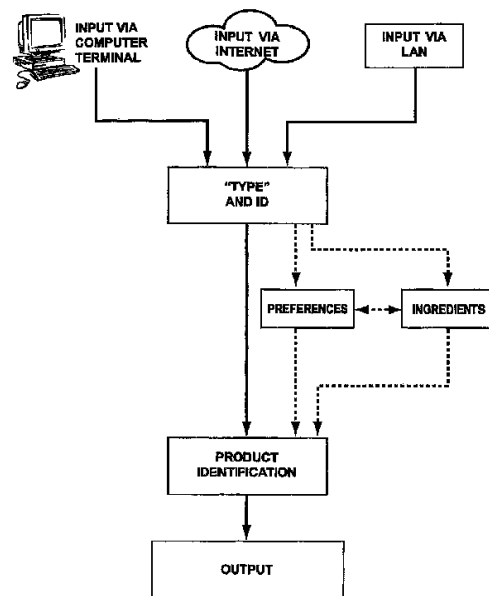 INPUT VIA
COMPUTER
TERMINAL
INPUT VIA
INTERNET
INPUT VIA
LAN
"TYPE"
AND ID
PREFERENCES
INGREDIENTS
PRODUCT
IDENTIFICATION
OUTPUT